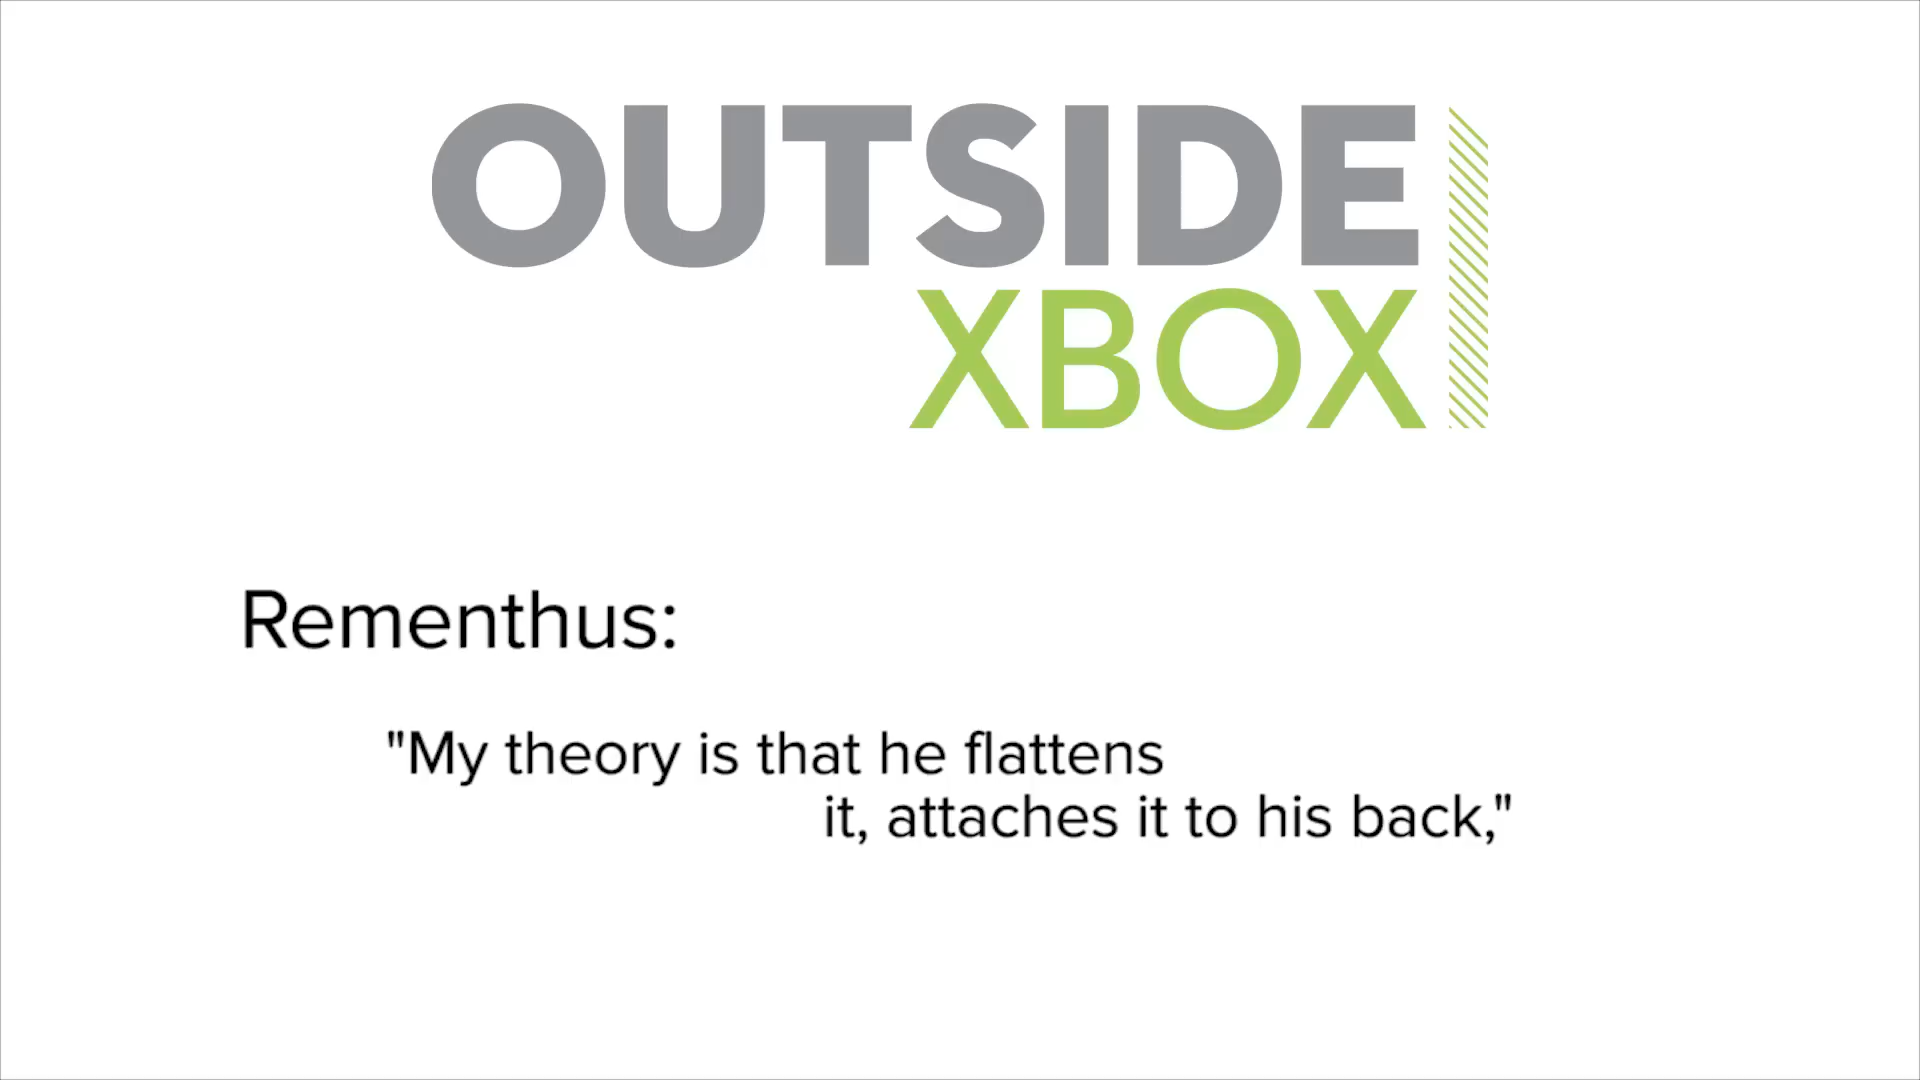 OUTSIDE
XBOX
Rementhus:
"My theory is that he flattens
it, attaches it to his back,"